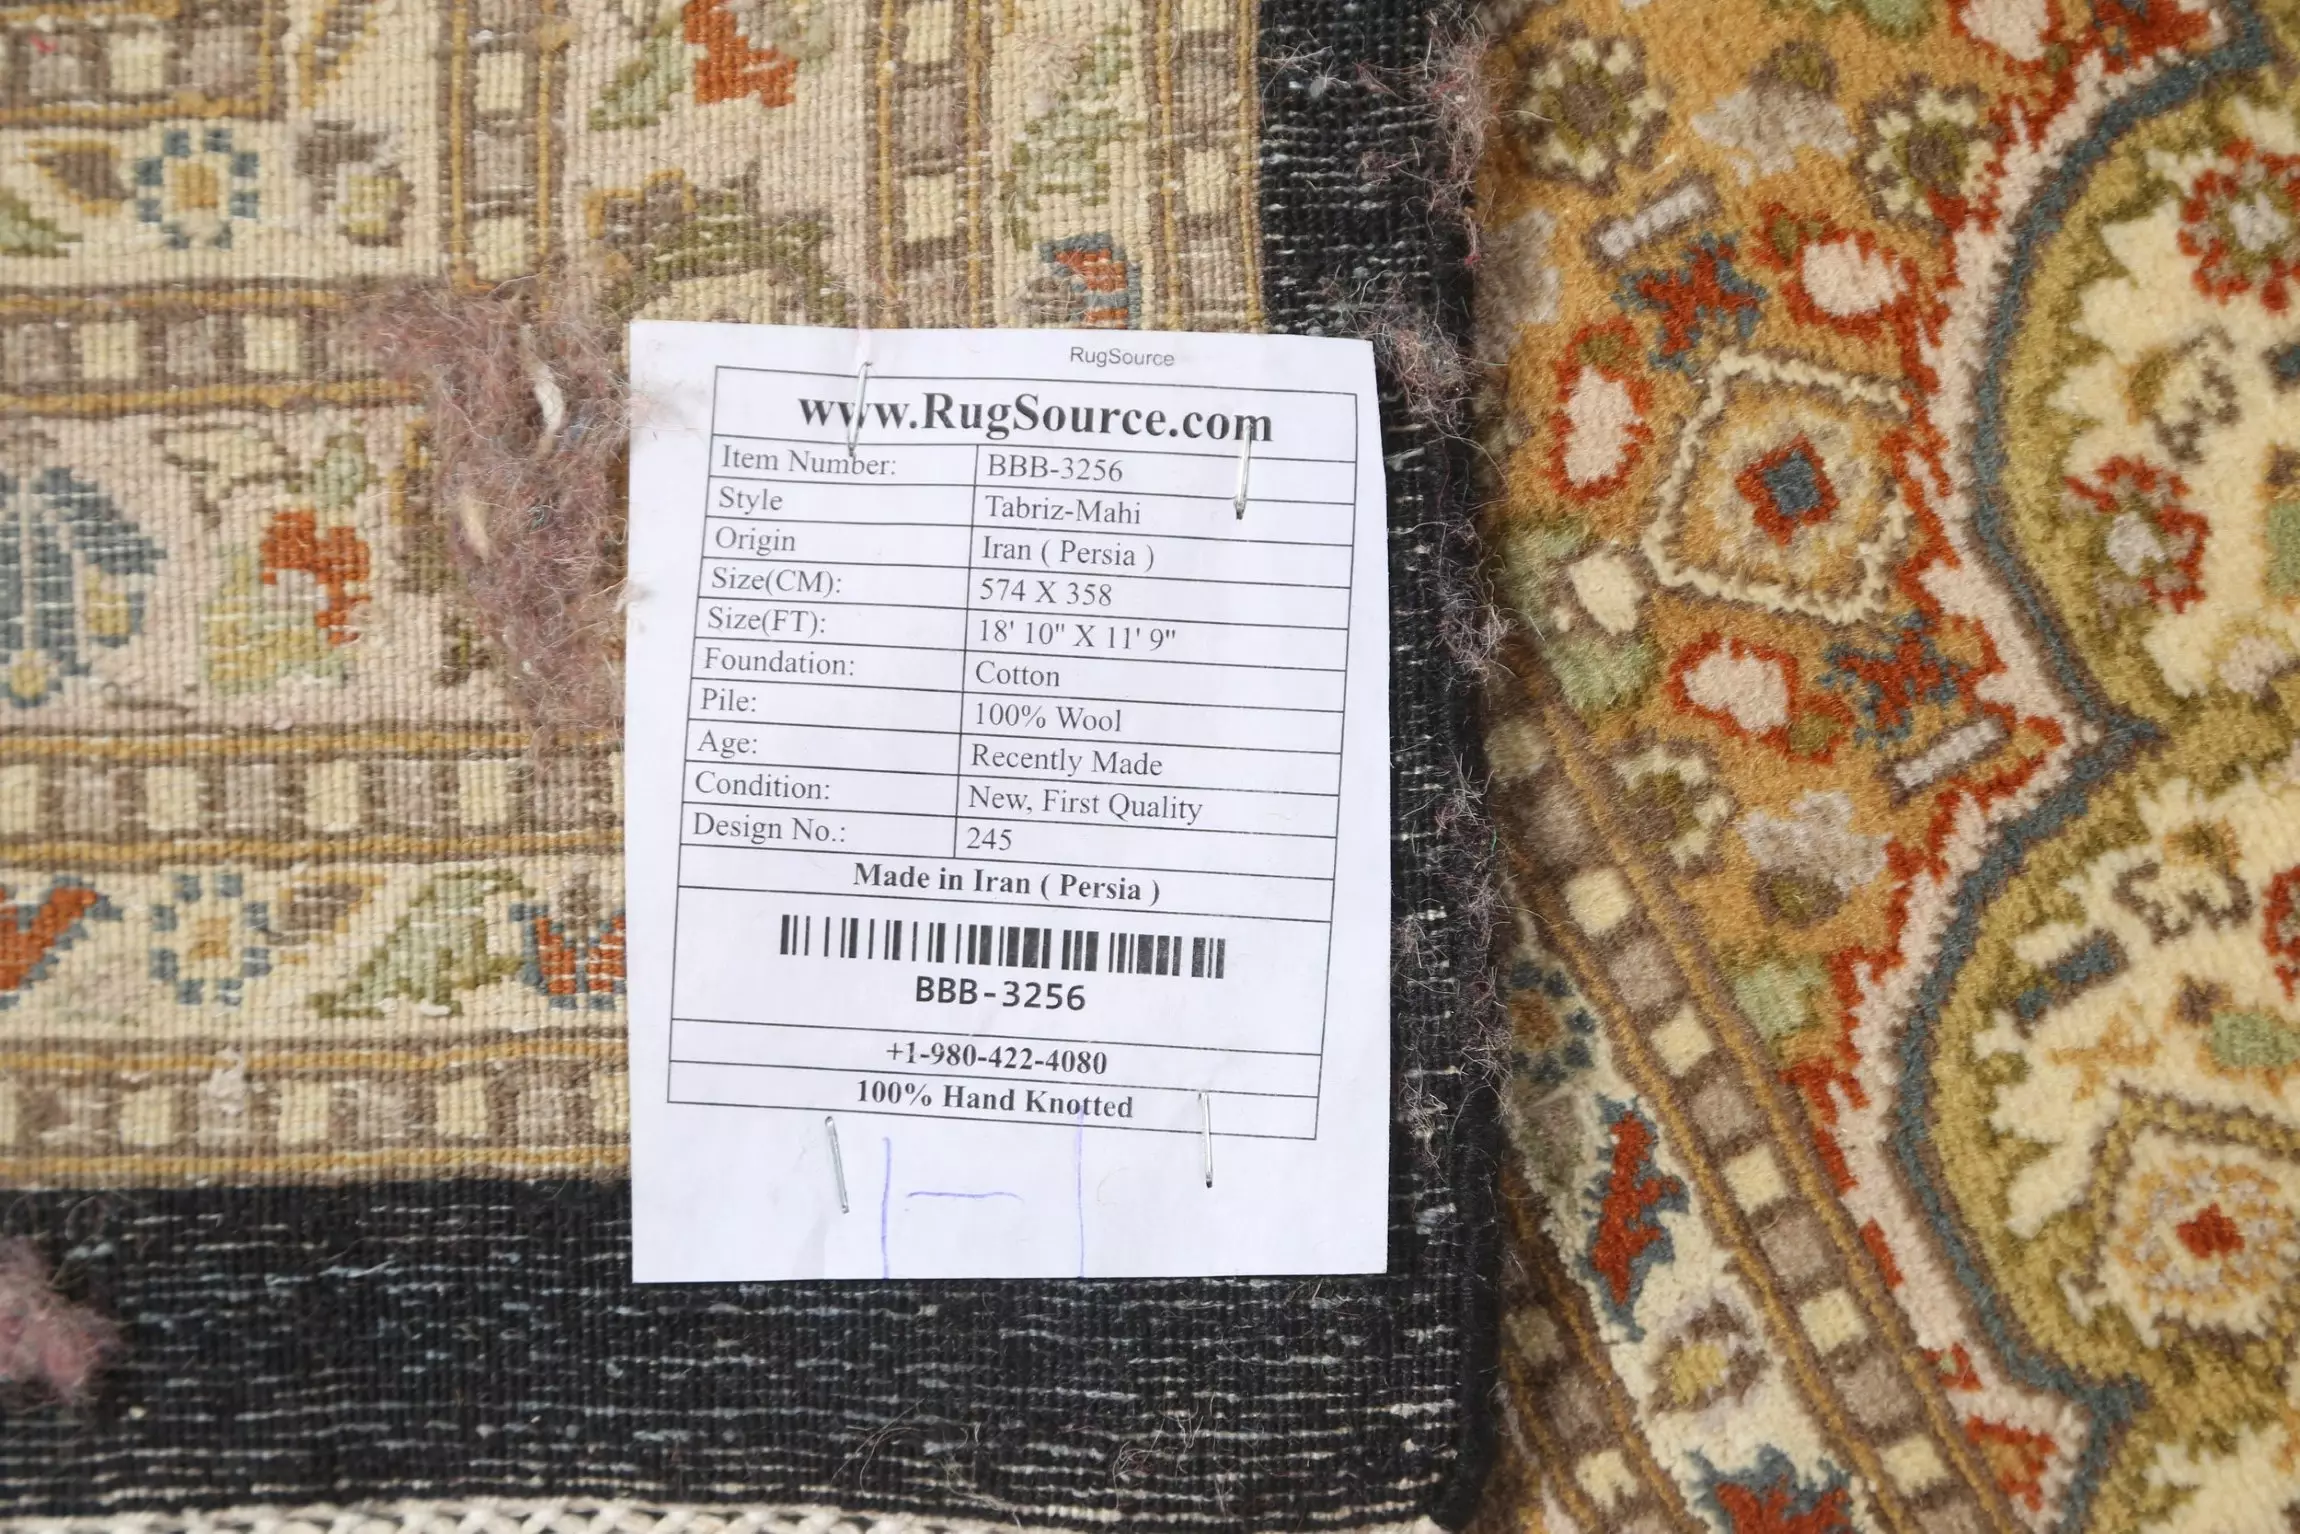 RugSource
www.RugSource.com
Item Number: BBB-3256
Style Tabriz-Mahi
Origin Iran ( Persia )
Size(CM): 574 X 358
Size(FT): 18' 10" X 11' 9"
Foundation: Cotton
Pile: 100% Wool
Age: Recently Made
Condition: New, First Quality
Design No.: 245
Made in Iran ( Persia )
BBB-3256
+1-980-422-4080
100% Hand Knotted